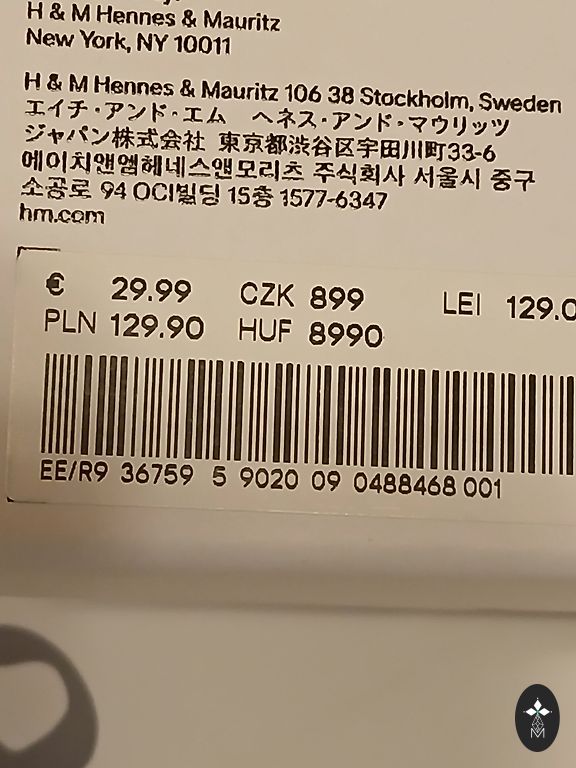 H & M Hennes & Mauritz
New York, NY 10011
H & M Hennes & Mauritz 106 38 Stockholm, Sweden
エイチ・アンド・エム ヘネス・アンド・マウリッツ
ジャパン株式会社 東京都渋谷区宇田川町33-6
에이치앤엠헤네스앤모리츠 주식회사 서울시 중구
소공로 94 OCI빌딩 15층 1577-6347
hm.com
€ 29.99 CZK 899 LEI 129.0
PLN 129.90 HUF 8990
EE/R9 36759 5 9020 09 0488468 001
M